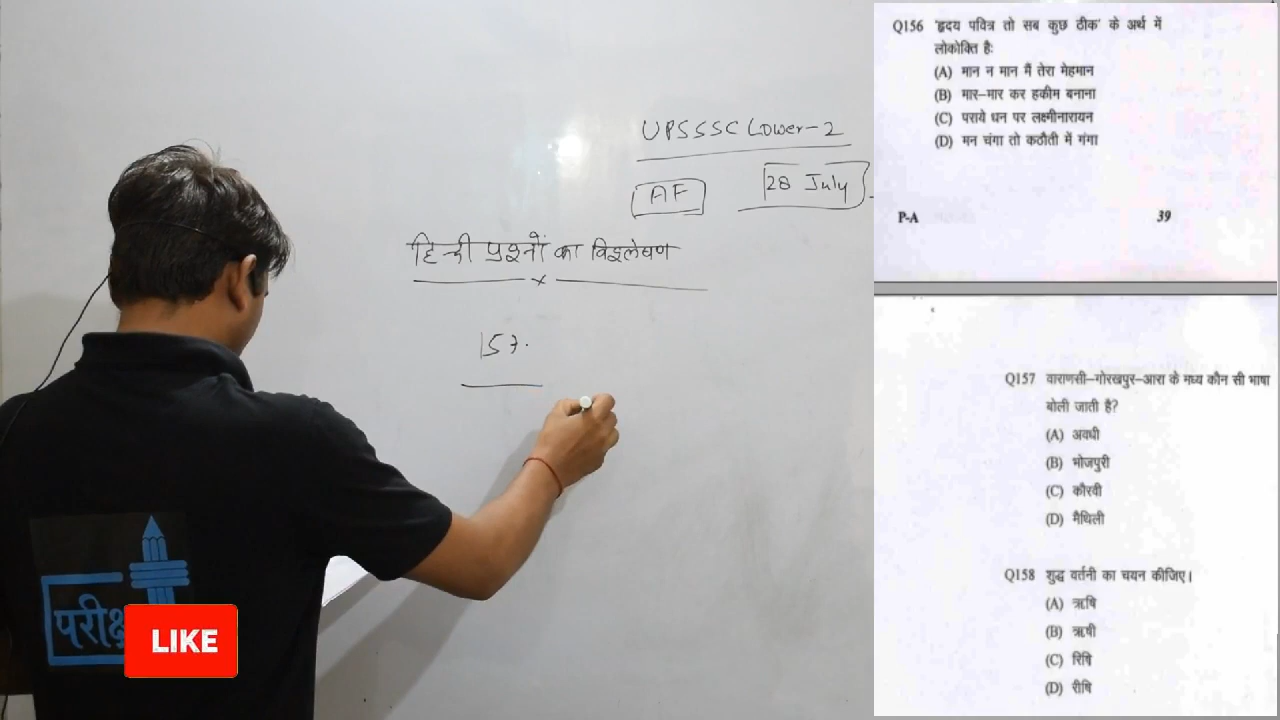 UPSSSC Lower-2
AF
28 July
हिन्दी प्रश्नों का विश्लेषण
157.
परीक्ष
LIKE
Q156 'हृदय पवित्र तो सब कुछ ठीक' के अर्थ में
लोकोक्ति है:
(A) मान न मान मैं तेरा मेहमान
(B) मार-मार कर हकीम बनाना
(C) पराये धन पर लक्ष्मीनारायन
(D) मन चंगा तो कठौती में गंगा
P-A 39
Q157 वाराणसी-गोरखपुर-आरा के मध्य कौन सी भाषा
बोली जाती है?
(A) अवधी
(B) भोजपुरी
(C) कौरवी
(D) मैथिली
Q158 शुद्ध वर्तनी का चयन कीजिए।
(A) ऋषि
(B) ऋषी
(C) रिषि
(D) रीषि